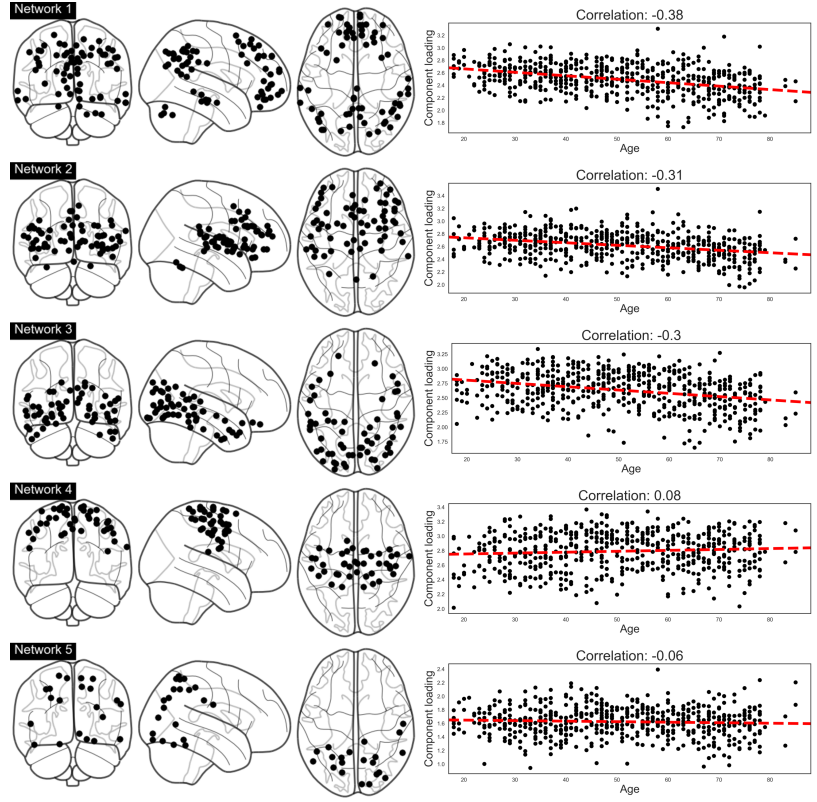 Network 1
Correlation: -0.38
Component loading
3.2
3.0
2.8
2.6
2.4
2.2
2.0
1.8
20 30 40 50 60 70 80
Age
Network 2
Correlation: -0.31
Component loading
3.4
3.2
3.0
2.8
2.6
2.4
2.2
2.0
20 30 40 50 60 70 80
Age
Network 3
Correlation: -0.3
Component loading
3.25
3.00
2.75
2.50
2.25
2.00
1.75
20 30 40 50 60 70 80
Age
Network 4
Correlation: 0.08
Component loading
3.4
3.2
3.0
2.8
2.6
2.4
2.2
2.0
20 30 40 50 60 70 80
Age
Network 5
Correlation: -0.06
Component loading
2.4
2.2
2.0
1.8
1.6
1.4
1.2
1.0
20 30 40 50 60 70 80
Age